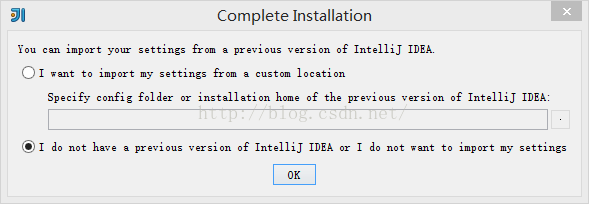 Complete Installation
You can import your settings from a previous version of IntelliJ IDEA.
I want to import my settings from a custom location
Specify config folder or installation home of the previous version of IntelliJ IDEA:
http://blog.csdn.net/
I do not have a previous version of IntelliJ IDEA or I do not want to import my settings
OK